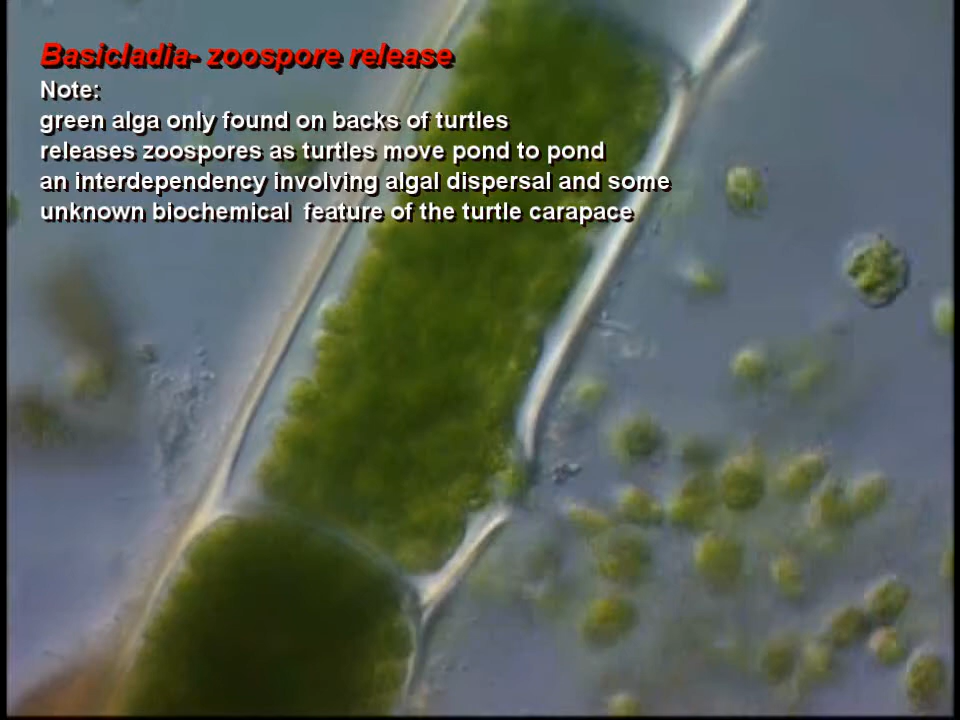 Basicladia- zoospore release
Note:
green alga only found on backs of turtles
releases zoospores as turtles move pond to pond
an interdependency involving algal dispersal and some
unknown biochemical  feature of the turtle carapace